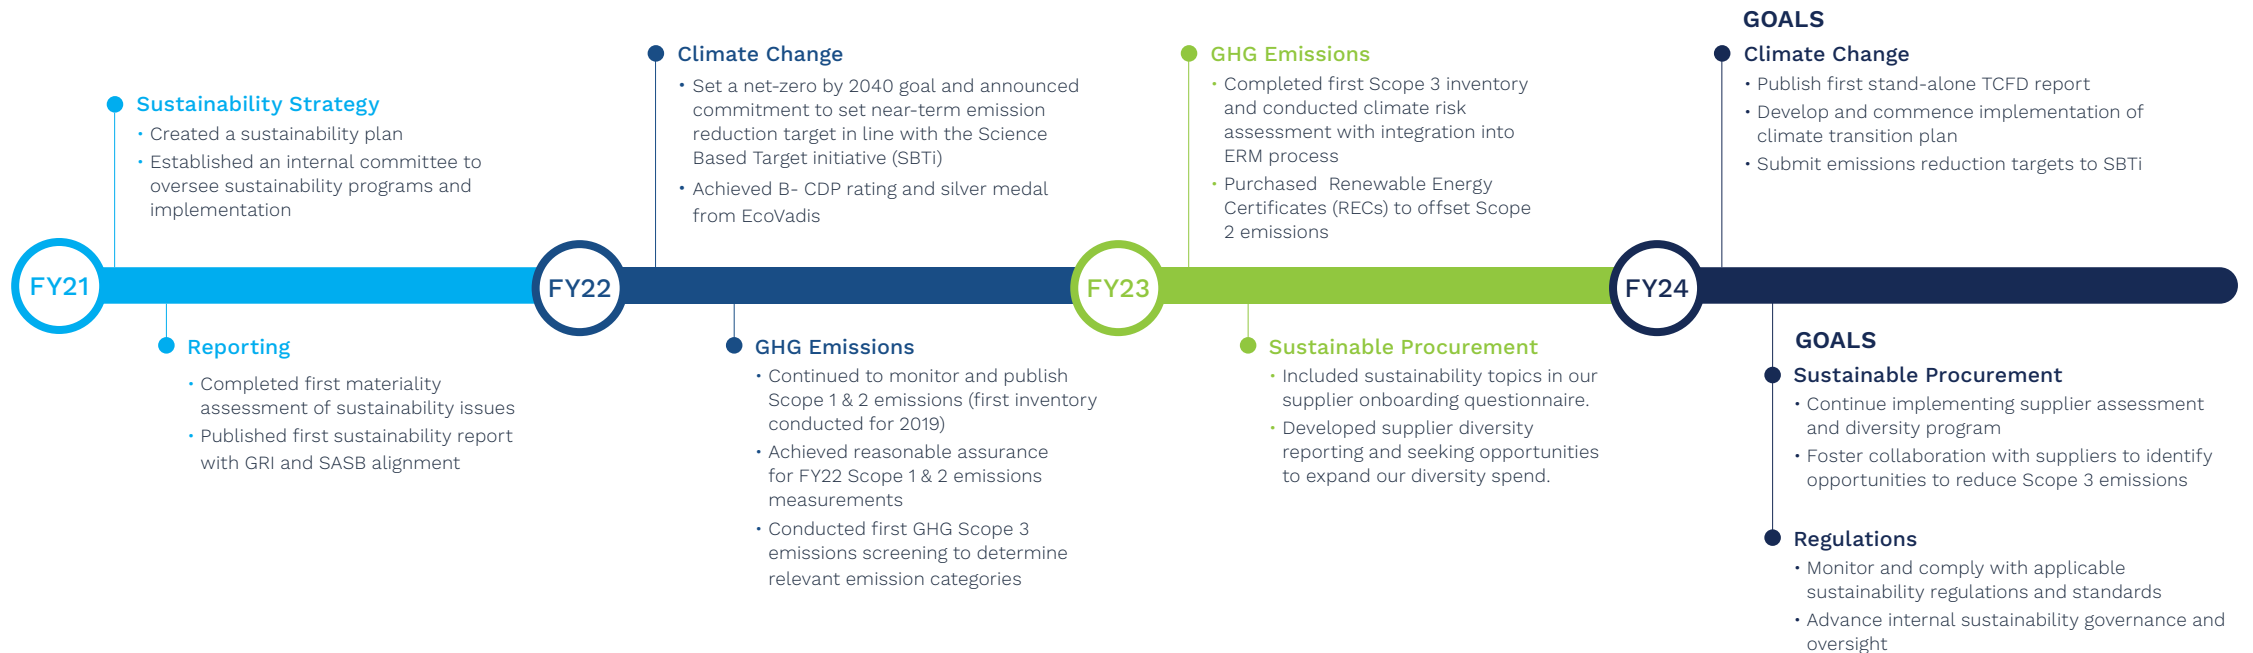 FY21
Sustainability Strategy
• Created a sustainability plan
• Established an internal committee to
oversee sustainability programs and
implementation
Reporting
• Completed first materiality
assessment of sustainability issues
• Published first sustainability report
with GRI and SASB alignment
FY22
Climate Change
• Set a net-zero by 2040 goal and announced
commitment to set near-term emission
reduction target in line with the Science
Based Target initiative (SBTi)
• Achieved B- CDP rating and silver medal
from EcoVadis
GHG Emissions
• Continued to monitor and publish
Scope 1 & 2 emissions (first inventory
conducted for 2019)
• Achieved reasonable assurance
for FY22 Scope 1 & 2 emissions
measurements
• Conducted first GHG Scope 3
emissions screening to determine
relevant emission categories
FY23
GHG Emissions
• Completed first Scope 3 inventory
and conducted climate risk
assessment with integration into
ERM process
• Purchased  Renewable Energy
Certificates (RECs) to offset Scope
2 emissions
Sustainable Procurement
• Included sustainability topics in our
supplier onboarding questionnaire.
• Developed supplier diversity
reporting and seeking opportunities
to expand our diversity spend.
FY24
GOALS
Climate Change
• Publish first stand-alone TCFD report
• Develop and commence implementation of
climate transition plan
• Submit emissions reduction targets to SBTi
GOALS
Sustainable Procurement
• Continue implementing supplier assessment
and diversity program
• Foster collaboration with suppliers to identify
opportunities to reduce Scope 3 emissions
Regulations
• Monitor and comply with applicable
sustainability regulations and standards
• Advance internal sustainability governance and
oversight